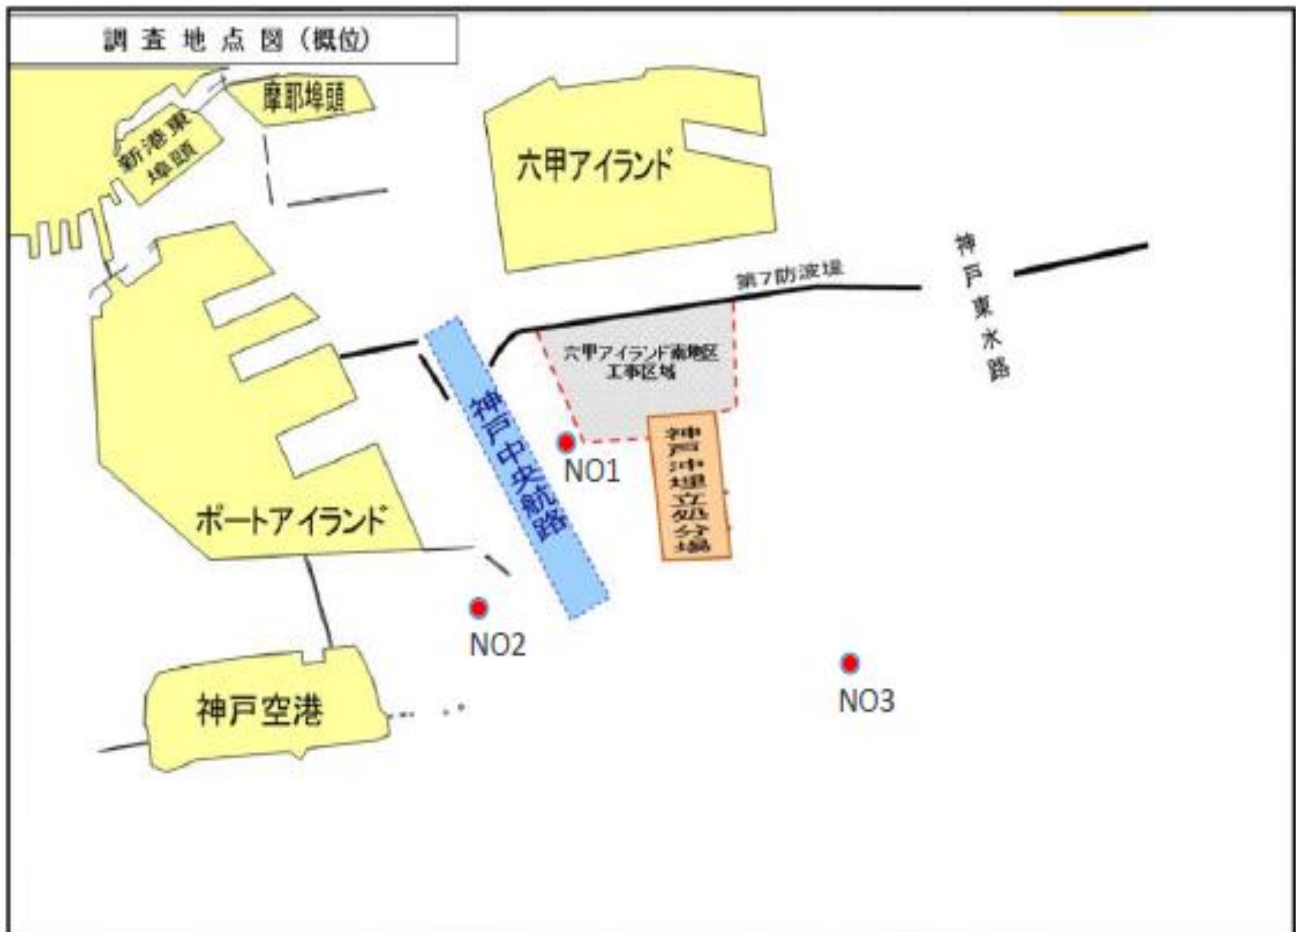 調査地点図（概位）
摩耶埠頭
新港東
埠頭
六甲アイランド
神戸東水路
第7防波堤
六甲アイランド南地区
工事区域
神戸中央航路
神戸沖埋立処分場
NO1
ポートアイランド
NO2
NO3
神戸空港